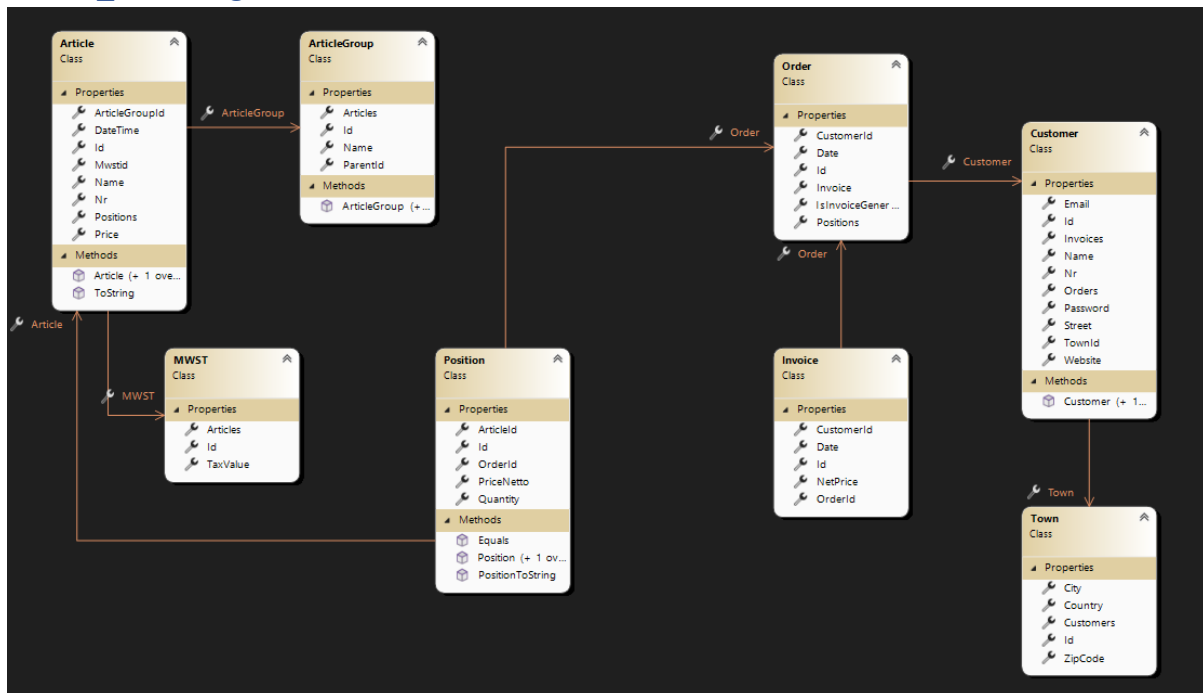 Article
Class
Properties
ArticleGroupId
DateTime
Id
Mwstid
Name
Nr
Positions
Price
Methods
Article (+ 1 ove...
ToString
ArticleGroup
ArticleGroup
Class
Properties
Articles
Id
Name
ParentId
Methods
ArticleGroup (+...
Order
Order
Class
Properties
CustomerId
Date
Id
Invoice
IsInvoiceGener...
Positions
Customer
Customer
Class
Properties
Email
Id
Invoices
Name
Nr
Orders
Password
Street
TownId
Website
Methods
Customer (+ 1...
Article
MWST
MWST
Class
Properties
Articles
Id
TaxValue
Position
Class
Properties
ArticleId
Id
OrderId
PriceNetto
Quantity
Methods
Equals
Position (+ 1 ov...
PositionToString
Order
Invoice
Class
Properties
CustomerId
Date
Id
NetPrice
OrderId
Town
Town
Class
Properties
City
Country
Customers
Id
ZipCode